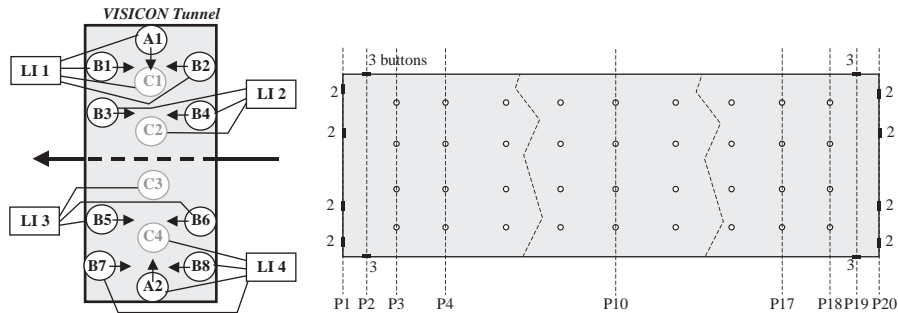 VISICON Tunnel
A1
LI 1
B1
B2
C1
LI 2
B3
B4
C2
C3
LI 3
B5
B6
C4
B7
B8
LI 4
A2
3 buttons
3
2
2
2
2
2
2
2
2
3
3
P1 P2 P3 P4 P10 P17 P18 P19 P20